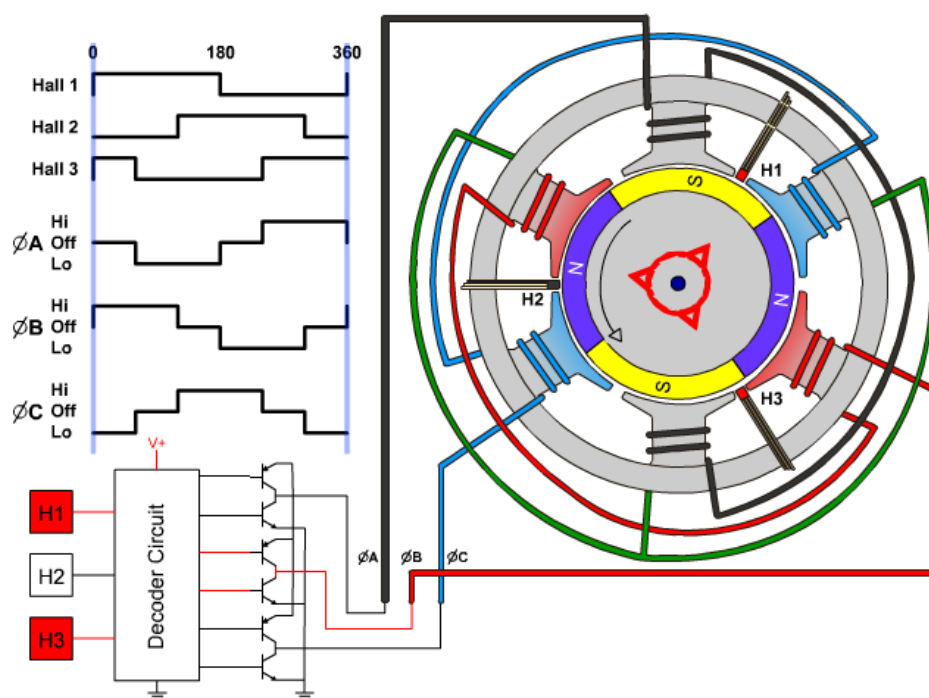 0 180 360
Hall 1
Hall 2
Hall 3
Hi
ØA Off
Lo
Hi
ØB Off
Lo
Hi
ØC Off
Lo
V+
H1
H2
H3
Decoder Circuit
ØA ØB ØC
H1
H2
H3
S
N
N
S